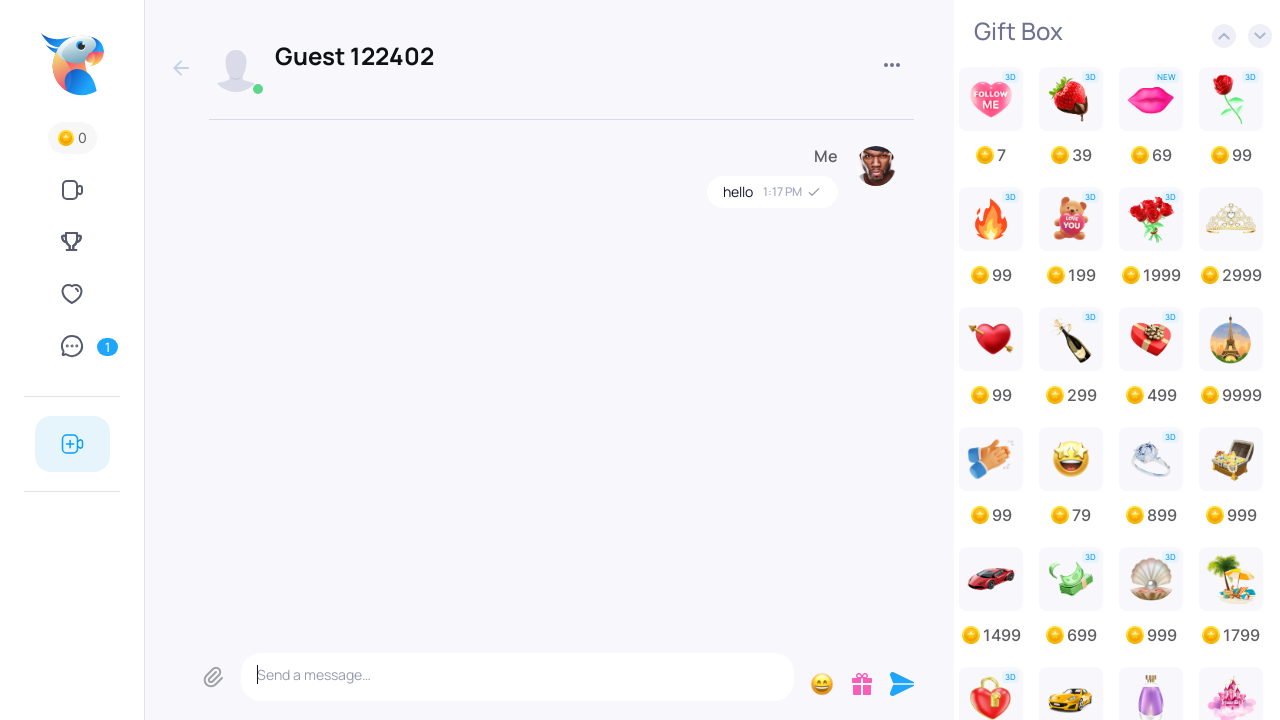 Gift Box
Guest 122402
0
1
Me
hello 1:17 PM
Send a message...
3D 3D NEW 3D
FOLLOW
ME
7 39 69 99
3D 3D 3D
LOVE
YOU
99 199 1999 2999
3D 3D
99 299 499 9999
3D
99 79 899 999
3D 3D
1499 699 999 1799
3D